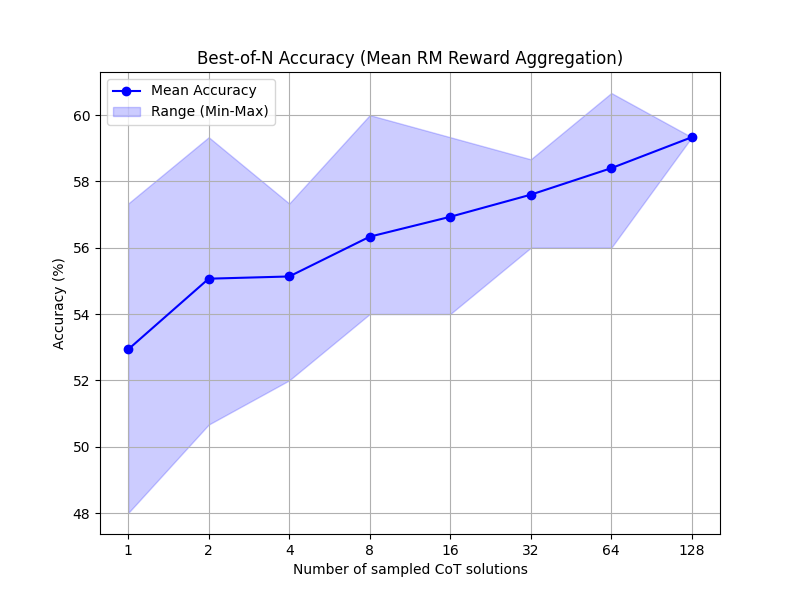 Best-of-N Accuracy (Mean RM Reward Aggregation)
Mean Accuracy
Range (Min-Max)
Accuracy (%)
60
58
56
54
52
50
48
1 2 4 8 16 32 64 128
Number of sampled CoT solutions